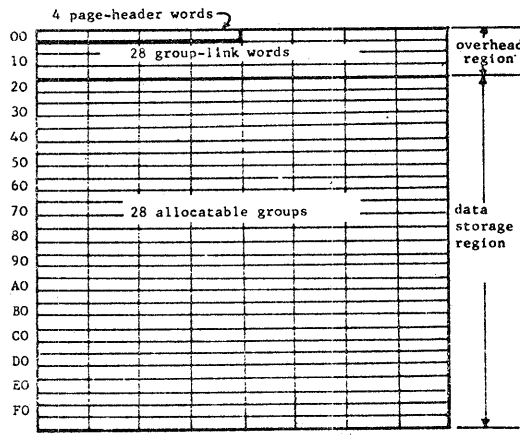 4 page-header words
00
28 group-link words
overhead
region
10
20
30
40
50
60
28 allocatable groups
70
data
storage
region
80
90
A0
B0
C0
D0
E0
F0